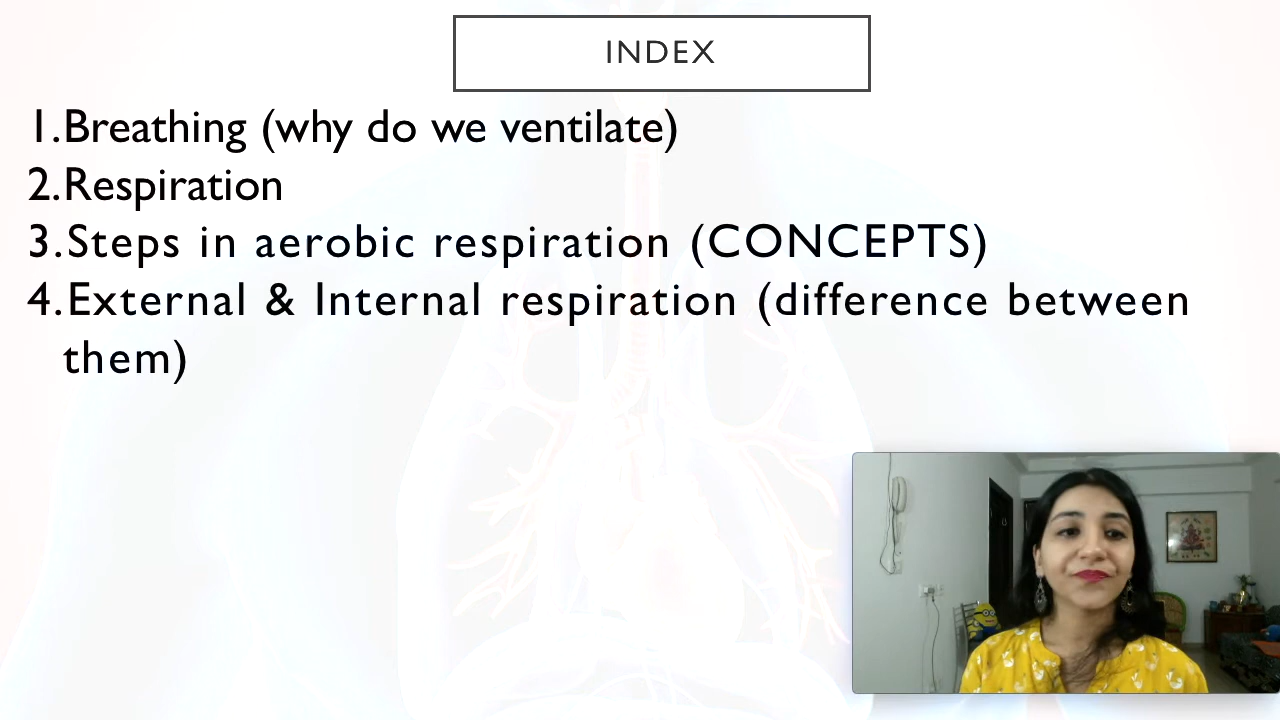 INDEX
1.Breathing (why do we ventilate)
2.Respiration
3.Steps in aerobic respiration (CONCEPTS)
4.External & Internal respiration (difference between
them)